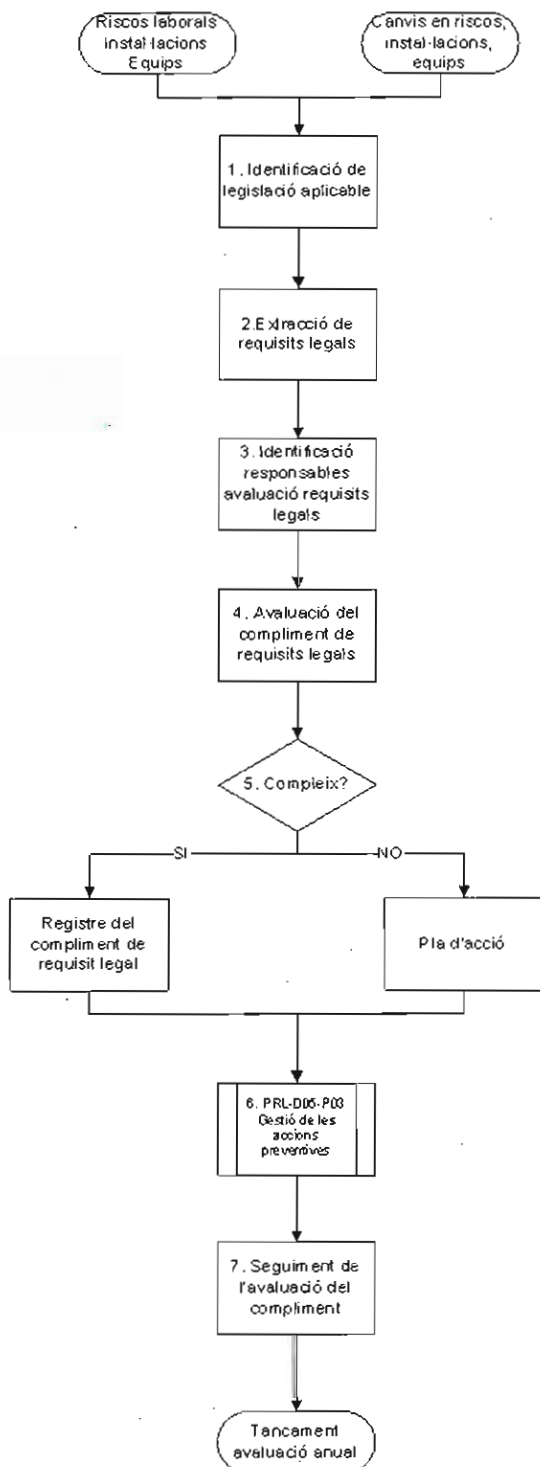 Riscos laborals
instal·lacions
Equips
Canvis en riscos,
instal·lacions,
equips
1. Identificació de
legislació aplicable
2.Extracció de
requisits legals
3. Identificació
responsables
avaluació requisits
legals
4. Avaluació del
compliment de
requisits legals
5. Compleix?
SI
NO
Registre del
compliment de
requisit legal
Pla d'acció
6. PRL-D05-P03
Gestió de les
accions
preventives
7. Seguiment de
l'avaluació del
compliment
Tancament
avaluació anual